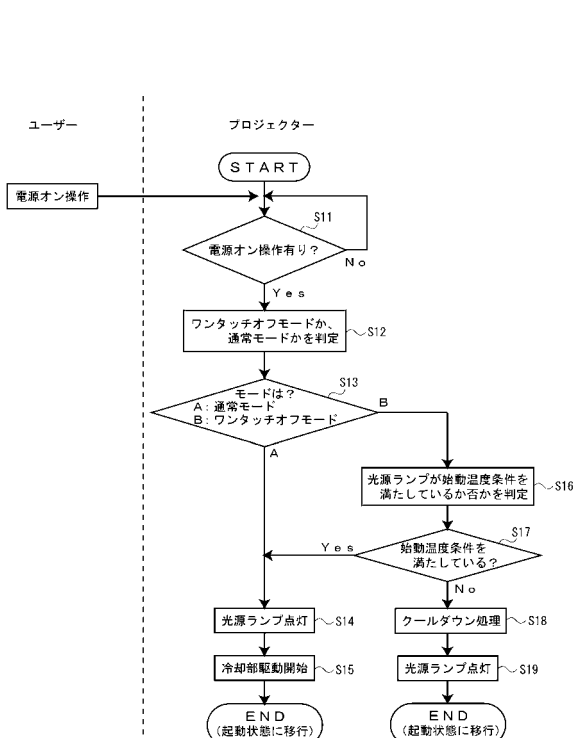 ユーザー
プロジェクター
START
電源オン操作
S11
電源オン操作有り?
No
Yes
ワンタッチオフモードか、
通常モードかを判定
S12
S13
モードは?
A:通常モード
B:ワンタッチオフモード
B
A
光源ランプが始動温度条件を
満たしているか否かを判定
S16
S17
始動温度条件を
満たしている?
Yes
No
光源ランプ点灯
S14
クールダウン処理
S18
冷却部駆動開始
S15
光源ランプ点灯
S19
END
(起動状態に移行)
END
(起動状態に移行)